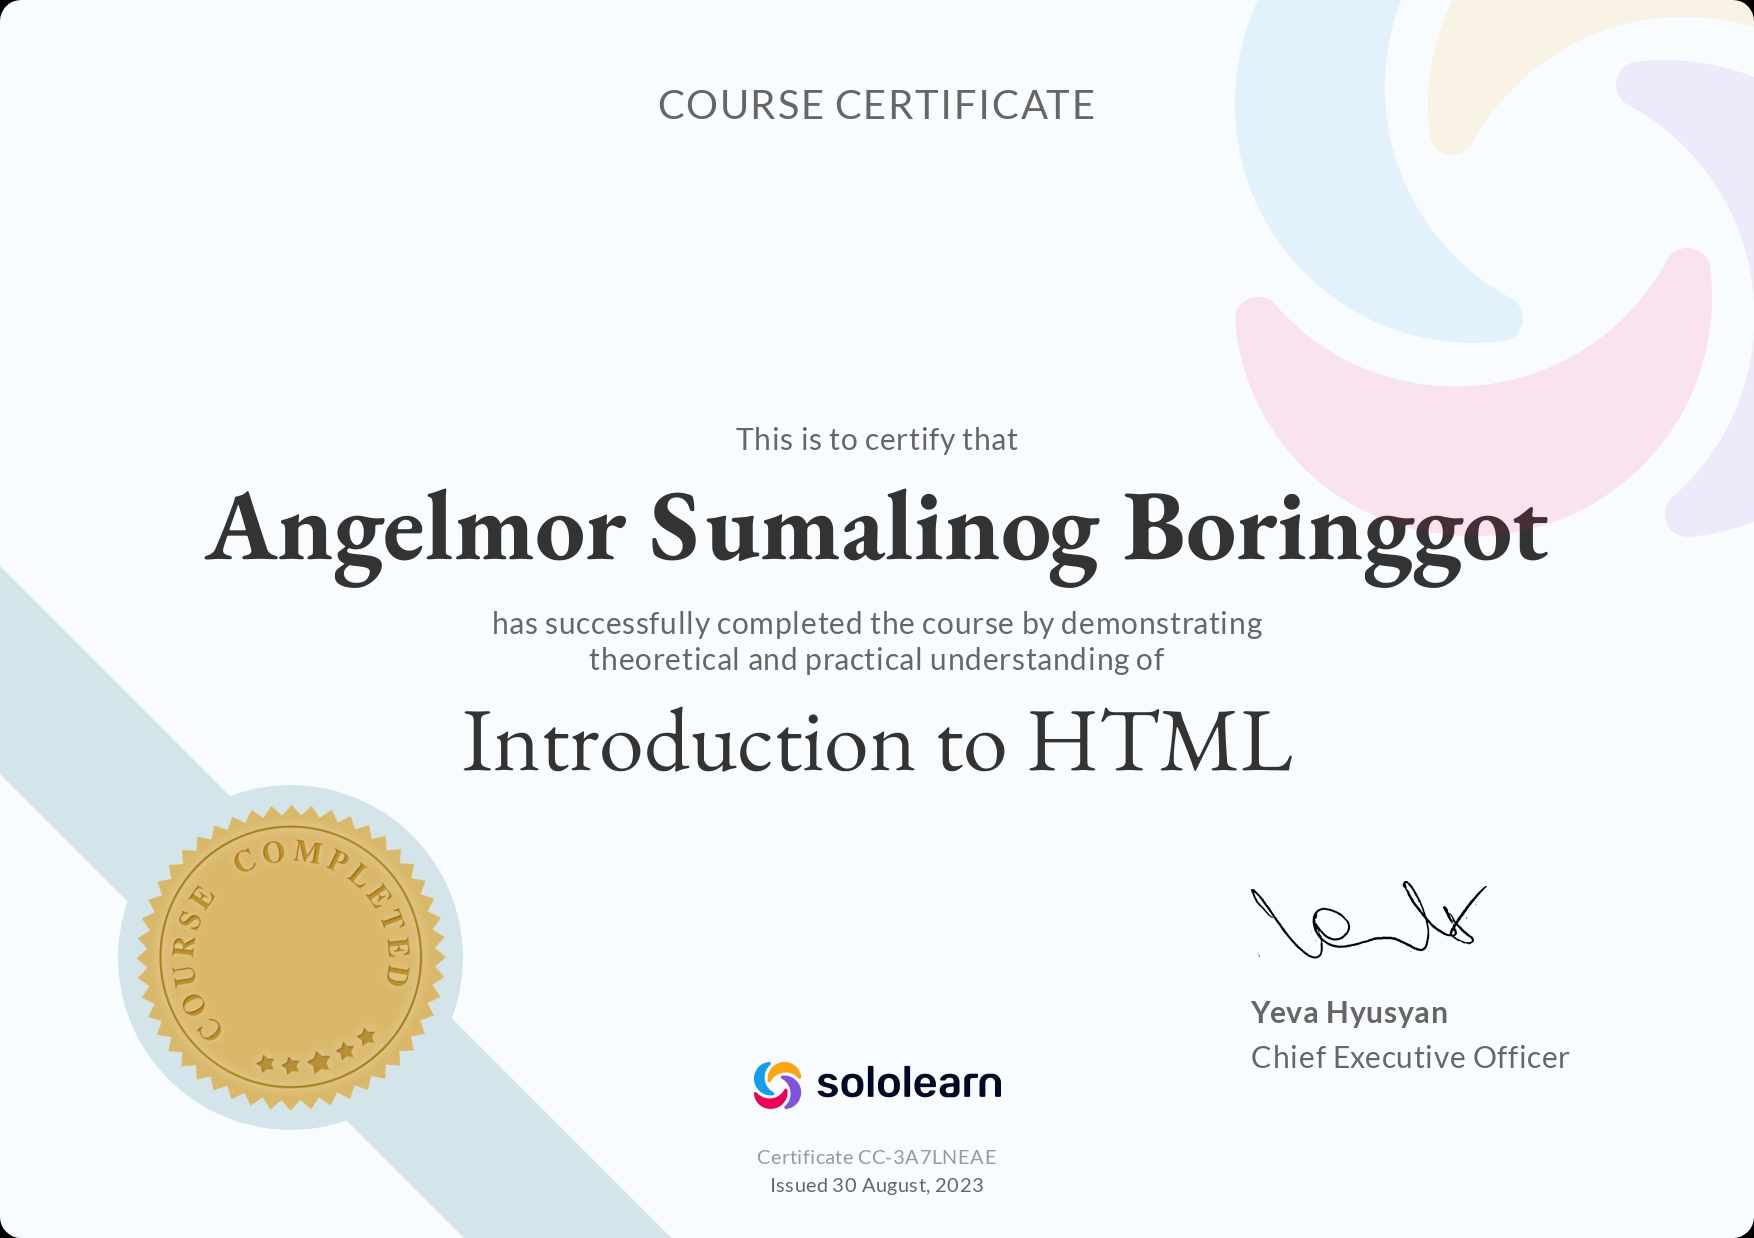 COURSE CERTIFICATE
This is to certify that
Angelmor Sumalinog Boringgot
has successfully completed the course by demonstrating
theoretical and practical understanding of
Introduction to HTML
COURSE COMPLETED
Yeva Hyusyan
Chief Executive Officer
sololearn
Certificate CC-3A7LNEAE
Issued 30 August, 2023